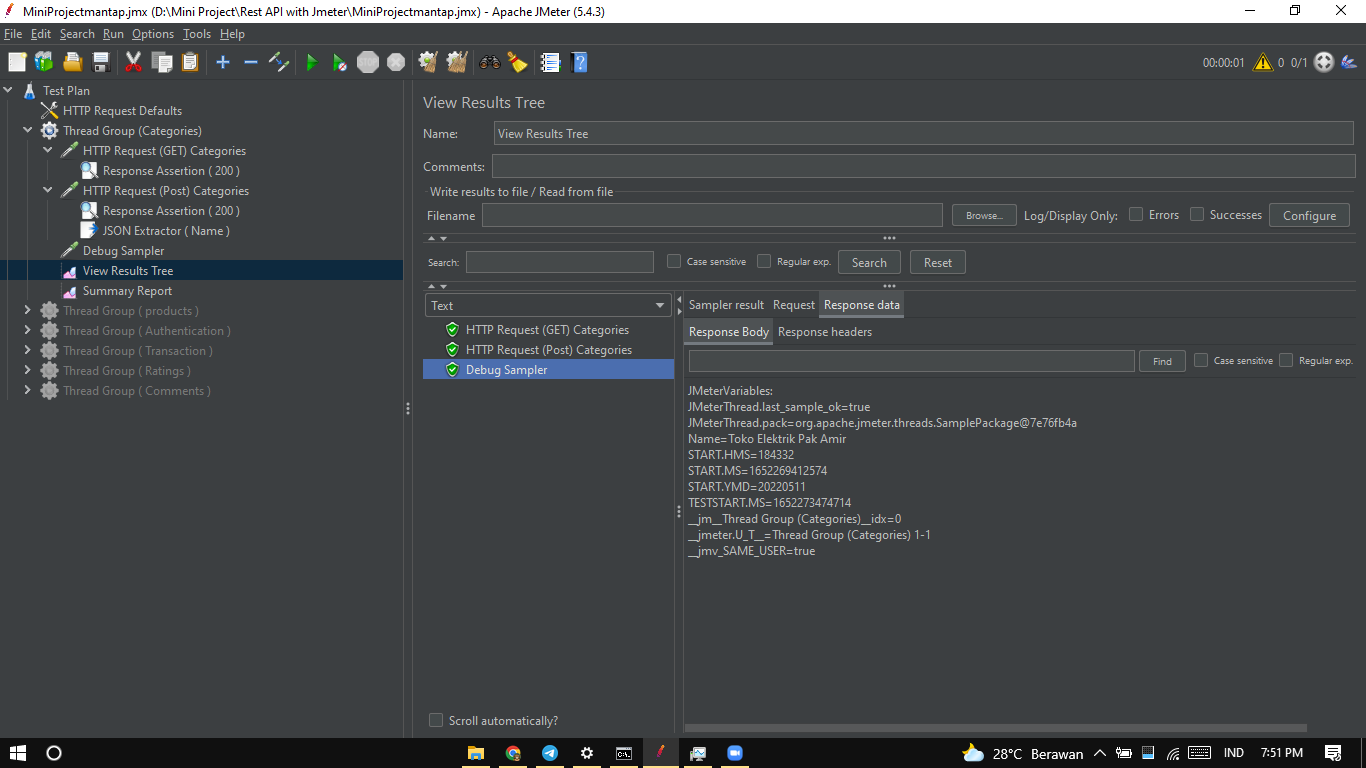 MiniProjectmantap.jmx (D:\Mini Project\Rest API with Jmeter\MiniProjectmantap.jmx) - Apache JMeter (5.4.3)
File Edit Search Run Options Tools Help
STOP
00:00:01 0 0/1
Test Plan
HTTP Request Defaults
Thread Group (Categories)
HTTP Request (GET) Categories
Response Assertion ( 200 )
HTTP Request (Post) Categories
Response Assertion ( 200 )
JSON Extractor ( Name )
Debug Sampler
View Results Tree
Summary Report
Thread Group ( products )
Thread Group ( Authentication )
Thread Group ( Transaction )
Thread Group ( Ratings )
Thread Group ( Comments )
View Results Tree
Name: View Results Tree
Comments:
Write results to file / Read from file
Filename Browse... Log/Display Only: Errors Successes Configure
Search: Case sensitive Regular exp. Search Reset
Text
HTTP Request (GET) Categories
HTTP Request (Post) Categories
Debug Sampler
Scroll automatically?
Sampler result Request Response data
Response Body Response headers
Find Case sensitive Regular exp.
JMeterVariables:
JMeterThread.last_sample_ok=true
JMeterThread.pack=org.apache.jmeter.threads.SamplePackage@7e76fb4a
Name=Toko Elektrik Pak Amir
START.HMS=184332
START.MS=1652269412574
START.YMD=20220511
TESTSTART.MS=1652273474714
__jm__Thread Group (Categories)__idx=0
__jmeter.U_T__=Thread Group (Categories) 1-1
__jmv_SAME_USER=true
28°C Berawan IND 7:51 PM